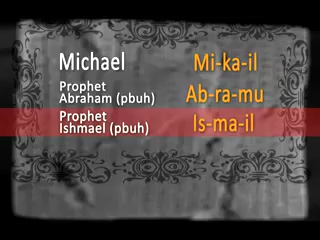 Michael Mi-ka-il
Prophet
Abraham (pbuh) Ab-ra-mu
Prophet
Ishmael (pbuh) Is-ma-il